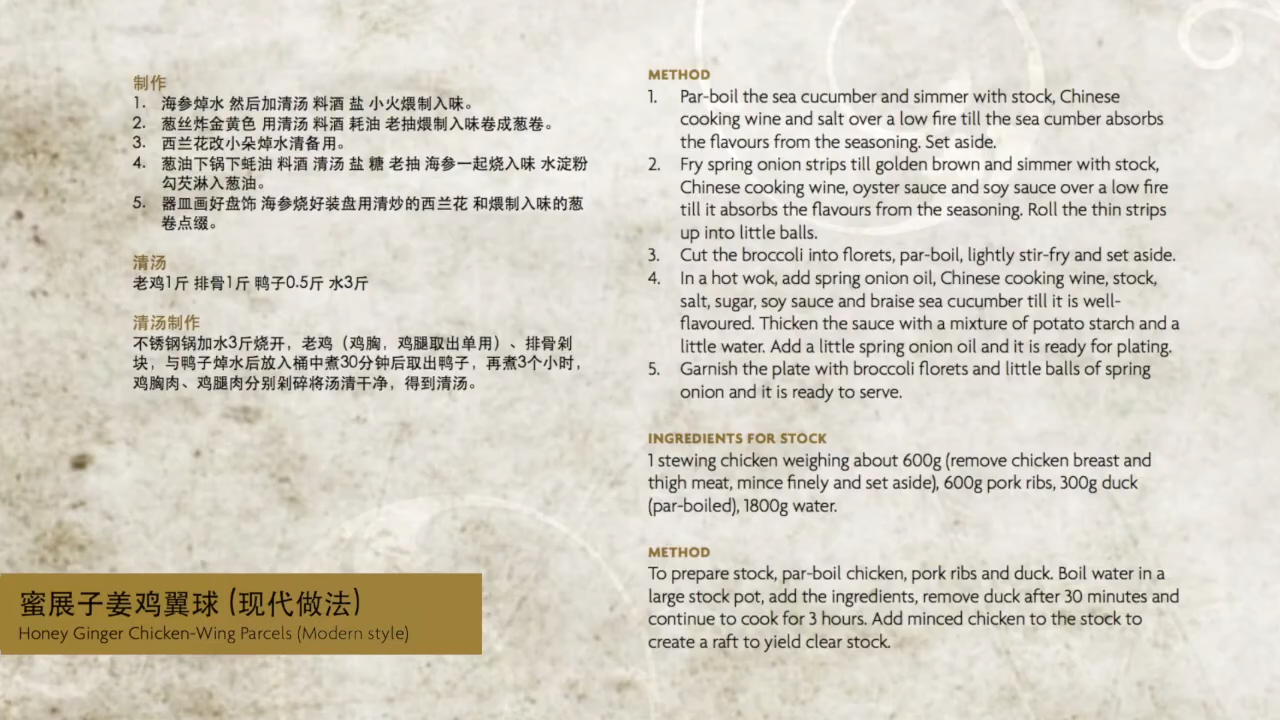 制作
1. 海参焯水 然后加清汤 料酒 盐 小火煨制入味。
2. 葱丝炸金黄色 用清汤 料酒 耗油 老抽煨制入味卷成葱卷。
3. 西兰花改小朵焯水清备用。
4. 葱油下锅下蚝油 料酒 清汤 盐 糖 老抽 海参一起烧入味 水淀粉
勾芡淋入葱油。
5. 器皿画好盘饰 海参烧好装盘用清炒的西兰花 和煨制入味的葱
卷点缀。
清汤
老鸡1斤 排骨1斤 鸭子0.5斤 水3斤
清汤制作
不锈钢锅加水3斤烧开，老鸡（鸡胸，鸡腿取出单用）、排骨剁
块，与鸭子焯水后放入桶中煮30分钟后取出鸭子，再煮3个小时，
鸡胸肉、鸡腿肉分别剁碎将汤清干净，得到清汤。
METHOD
1. Par-boil the sea cucumber and simmer with stock, Chinese
cooking wine and salt over a low fire till the sea cumber absorbs
the flavours from the seasoning. Set aside.
2. Fry spring onion strips till golden brown and simmer with stock,
Chinese cooking wine, oyster sauce and soy sauce over a low fire
till it absorbs the flavours from the seasoning. Roll the thin strips
up into little balls.
3. Cut the broccoli into florets, par-boil, lightly stir-fry and set aside.
4. In a hot wok, add spring onion oil, Chinese cooking wine, stock,
salt, sugar, soy sauce and braise sea cucumber till it is well-
flavoured. Thicken the sauce with a mixture of potato starch and a
little water. Add a little spring onion oil and it is ready for plating.
5. Garnish the plate with broccoli florets and little balls of spring
onion and it is ready to serve.
INGREDIENTS FOR STOCK
1 stewing chicken weighing about 600g (remove chicken breast and
thigh meat, mince finely and set aside), 600g pork ribs, 300g duck
(par-boiled), 1800g water.
METHOD
To prepare stock, par-boil chicken, pork ribs and duck. Boil water in a
large stock pot, add the ingredients, remove duck after 30 minutes and
continue to cook for 3 hours. Add minced chicken to the stock to
create a raft to yield clear stock.
蜜展子姜鸡翼球 (现代做法)
Honey Ginger Chicken-Wing Parcels (Modern style)